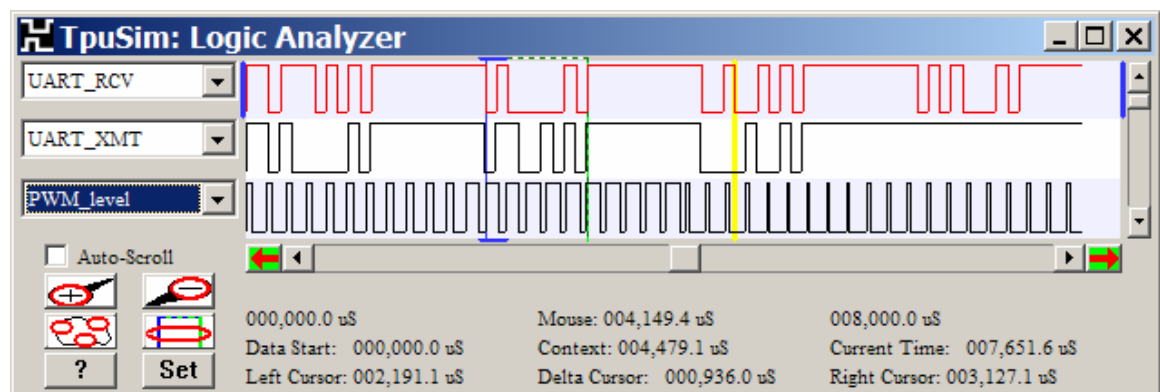 TpuSim: Logic Analyzer
UART_RCV
UART_XMT
PWM_level
Auto-Scroll
000,000.0 uS Mouse: 004,149.4 uS 008,000.0 uS
Data Start: 000,000.0 uS Context: 004,479.1 uS Current Time: 007,651.6 uS
? Set Left Cursor: 002,191.1 uS Delta Cursor: 000,936.0 uS Right Cursor: 003,127.1 uS